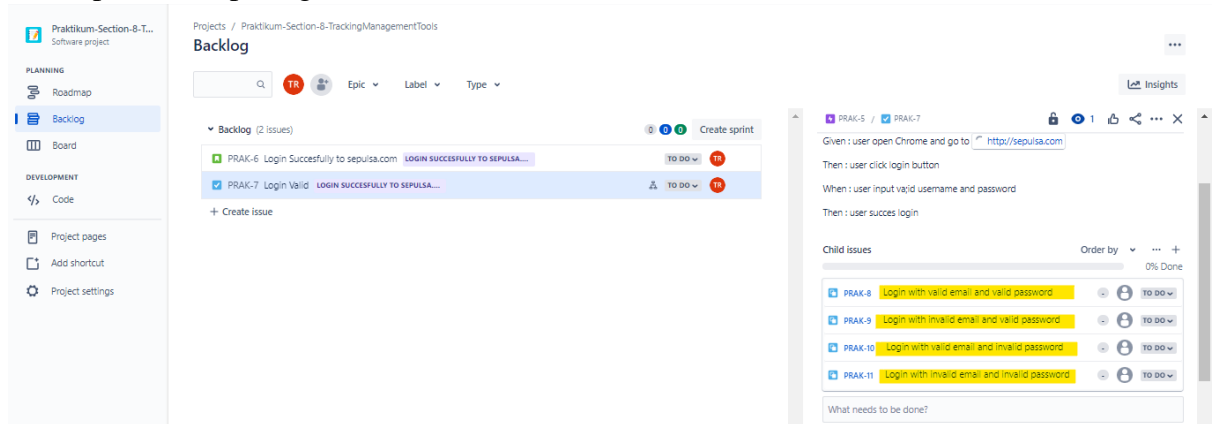 Praktikum-Section-8-T...
Software project
PLANNING
Roadmap
Backlog
Board
DEVELOPMENT
Code
Project pages
Add shortcut
Project settings
Projects / Praktikum-Section-8-TrackingManagementTools
Backlog
TR Epic Label Type
Insights
Backlog (2 issues) 0 0 0 Create sprint
PRAK-6 Login Succesfully to sepulsa.com LOGIN SUCCESFULLY TO SEPULSA.... TO DO TR
PRAK-7 Login Valid LOGIN SUCCESFULLY TO SEPULSA.... TO DO TR
+ Create issue
PRAK-5 / PRAK-7 1
Given : user open Chrome and go to http://sepulsa.com
Then : user click login button
When : user input va;id username and password
Then : user succes login
Child issues Order by
0% Done
PRAK-8 Login with valid email and valid password - TO DO
PRAK-9 Login with invalid email and valid password - TO DO
PRAK-10 Login with valid email and invalid password - TO DO
PRAK-11 Login with invalid email and invalid password - TO DO
What needs to be done?